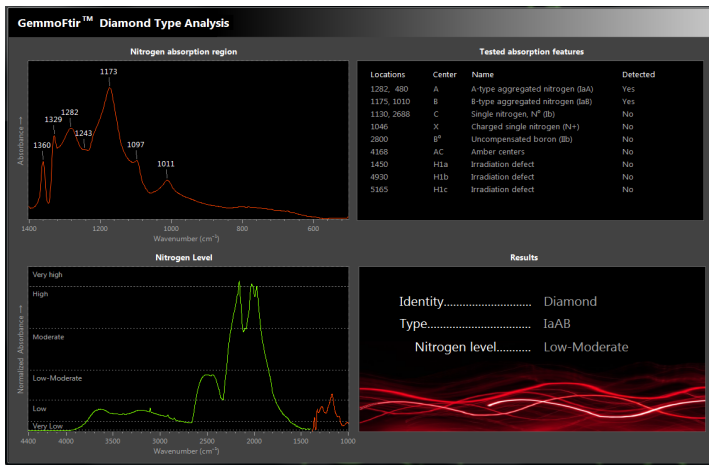 GemmoFtir™ Diamond Type Analysis
Nitrogen absorption region
1173
1329
1282
1243
1360
1097
1011
Absorbance →
1400 1200 1000 800 600
Wavenumber (cm⁻¹)
Tested absorption features
Locations Center Name Detected
1282, 480 A A-type aggregated nitrogen (IaA) Yes
1175, 1010 B B-type aggregated nitrogen (IaB) Yes
1130, 2688 C Single nitrogen, N⁰ (Ib) No
1046 X Charged single nitrogen (N+) No
2800 B⁰ Uncompensated boron (IIb) No
4168 AC Amber centers No
1450 H1a Irradiation defect No
4930 H1b Irradiation defect No
5165 H1c Irradiation defect No
Nitrogen Level
Very high
High
Moderate
Low-Moderate
Low
Very Low
Normalized Absorbance →
4400 4000 3500 3000 2500 2000 1500 1000
Wavenumber (cm⁻¹)
Results
Identity.................... Diamond
Type........................ IaAB
Nitrogen level.......... Low-Moderate